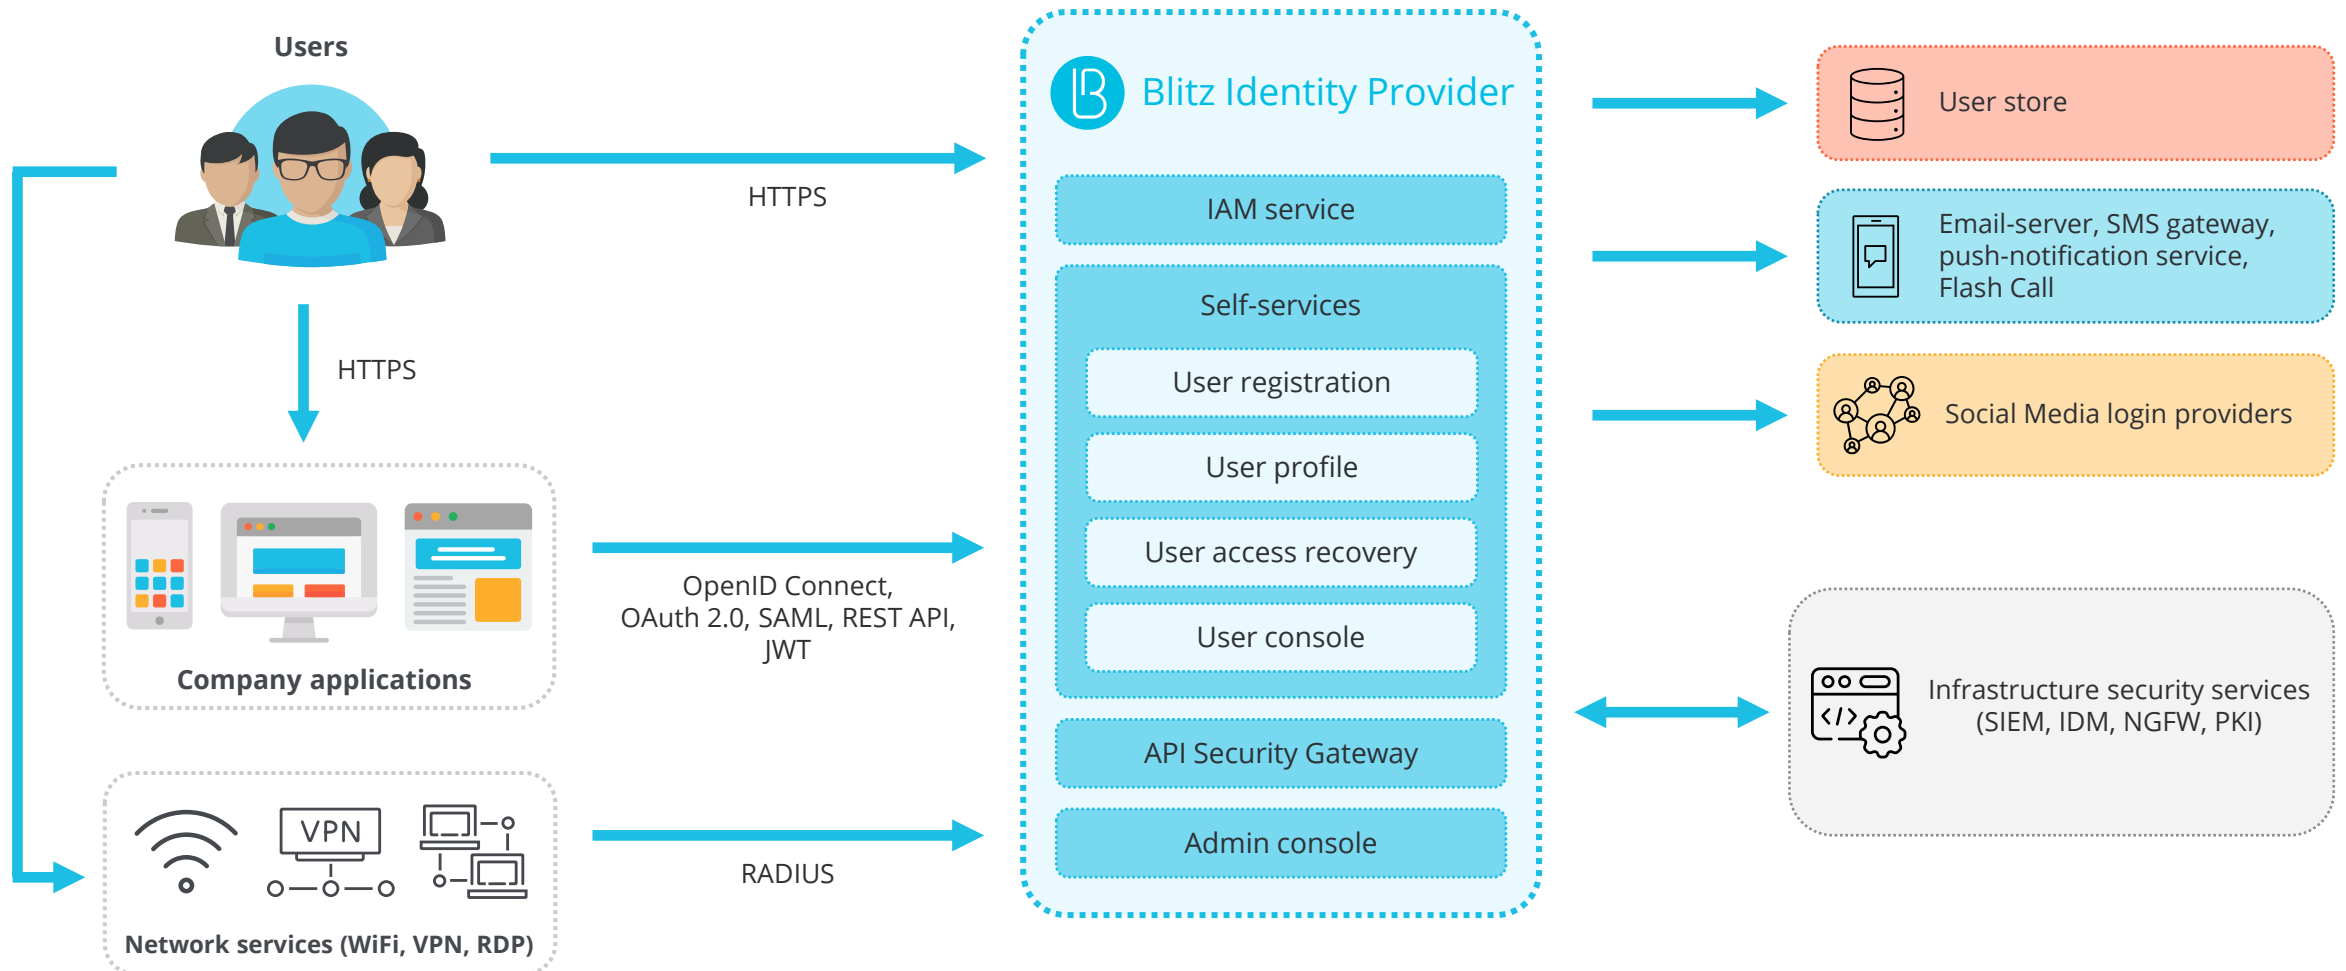 Users
HTTPS
HTTPS
Company applications
OpenID Connect,
OAuth 2.0, SAML, REST API,
JWT
VPN
Network services (WiFi, VPN, RDP)
RADIUS
Blitz Identity Provider
IAM service
Self-services
User registration
User profile
User access recovery
User console
API Security Gateway
Admin console
User store
Email-server, SMS gateway,
push-notification service,
Flash Call
Social Media login providers
Infrastructure security services
(SIEM, IDM, NGFW, PKI)